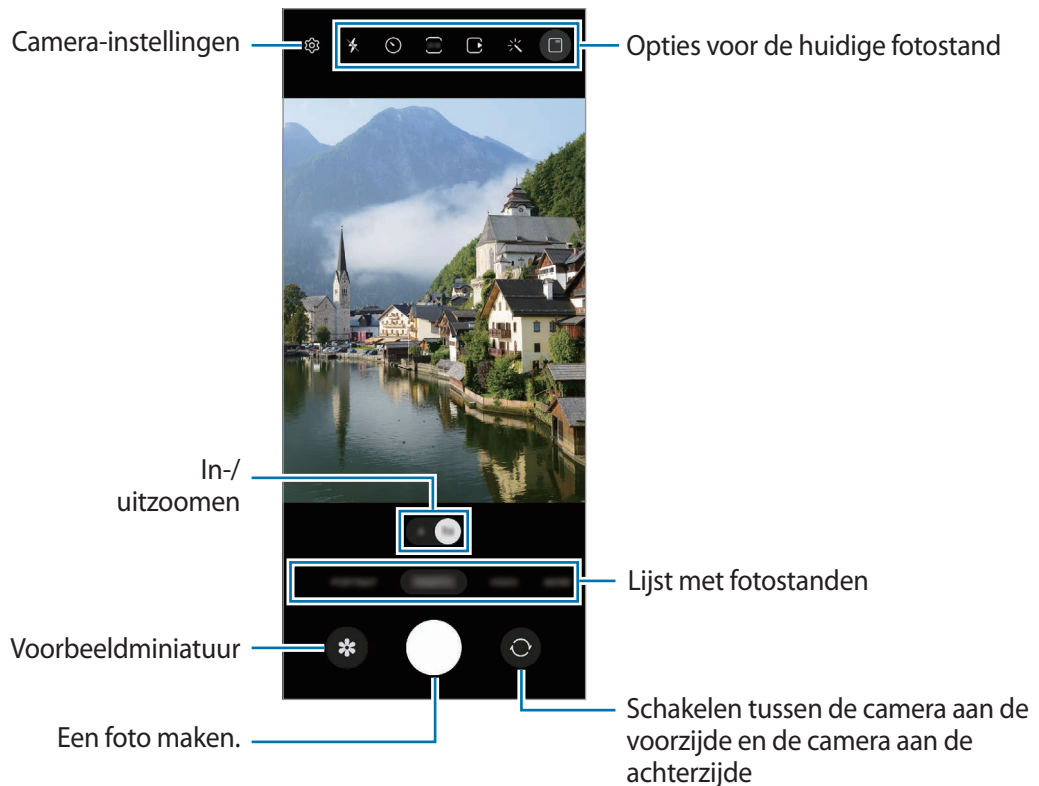 Camera-instellingen
Opties voor de huidige fotostand
In-/
uitzoomen
Lijst met fotostanden
Voorbeeldminiatuur
Een foto maken.
Schakelen tussen de camera aan de
voorzijde en de camera aan de
achterzijde